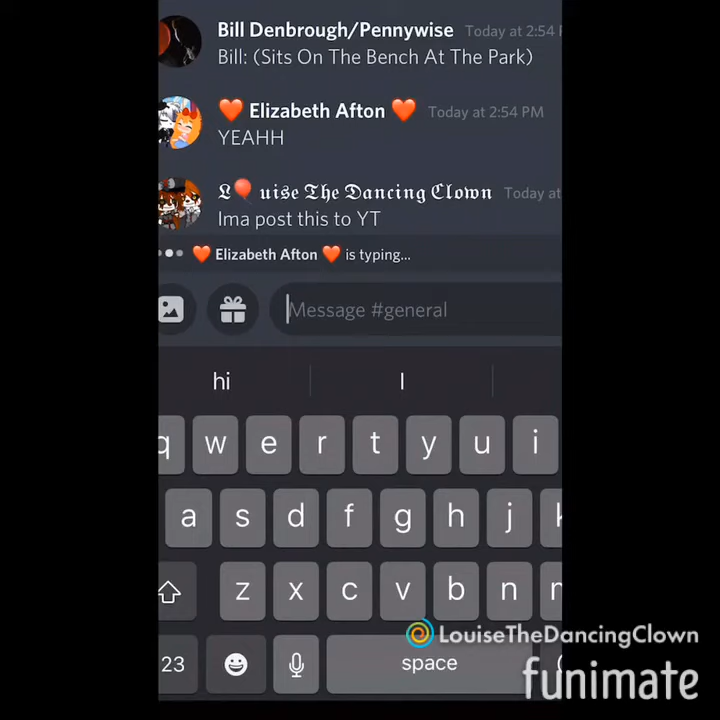 Bill Denbrough/Pennywise Today at 2:54
Bill: (Sits On The Bench At The Park)
❤️ Elizabeth Afton ❤️ Today at 2:54 PM
YEAHH
𝕷🎈𝖚𝖎𝖘𝖊 𝕿𝖍𝖊 𝕯𝖆𝖓𝖈𝖎𝖓𝖌 𝕮𝖑𝖔𝖜𝖓 Today at
Ima post this to YT
❤️ Elizabeth Afton ❤️ is typing...
Message #general
hi I
q w e r t y u i
a s d f g h j k
z x c v b n m
23 space
LouiseTheDancingClown
funimate